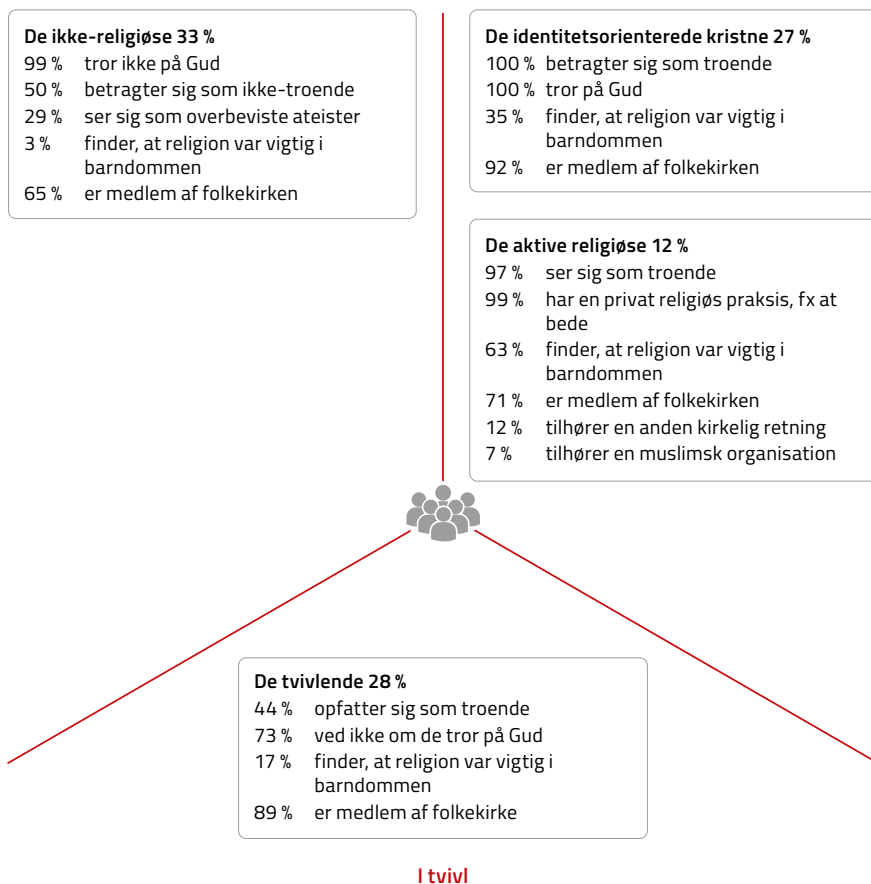 De ikke-religiøse 33 %
99 % tror ikke på Gud
50 % betragter sig som ikke-troende
29 % ser sig som overbeviste ateister
3 % finder, at religion var vigtig i
barndommen
65 % er medlem af folkekirken
De identitetsorienterede kristne 27 %
100 % betragter sig som troende
100 % tror på Gud
35 % finder, at religion var vigtig i
barndommen
92 % er medlem af folkekirken
De aktive religiøse 12 %
97 % ser sig som troende
99 % har en privat religiøs praksis, fx at
bede
63 % finder, at religion var vigtig i
barndommen
71 % er medlem af folkekirken
12 % tilhører en anden kirkelig retning
7 % tilhører en muslimsk organisation
De tvivlende 28 %
44 % opfatter sig som troende
73 % ved ikke om de tror på Gud
17 % finder, at religion var vigtig i
barndommen
89 % er medlem af folkekirke
I tvivl